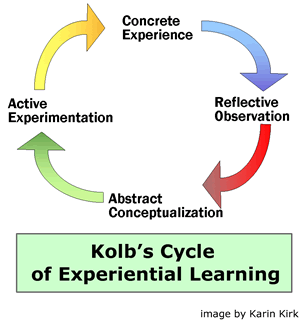 Concrete
Experience
Reflective
Observation
Abstract
Conceptualization
Active
Experimentation
Kolb's Cycle
of Experiential Learning
image by Karin Kirk